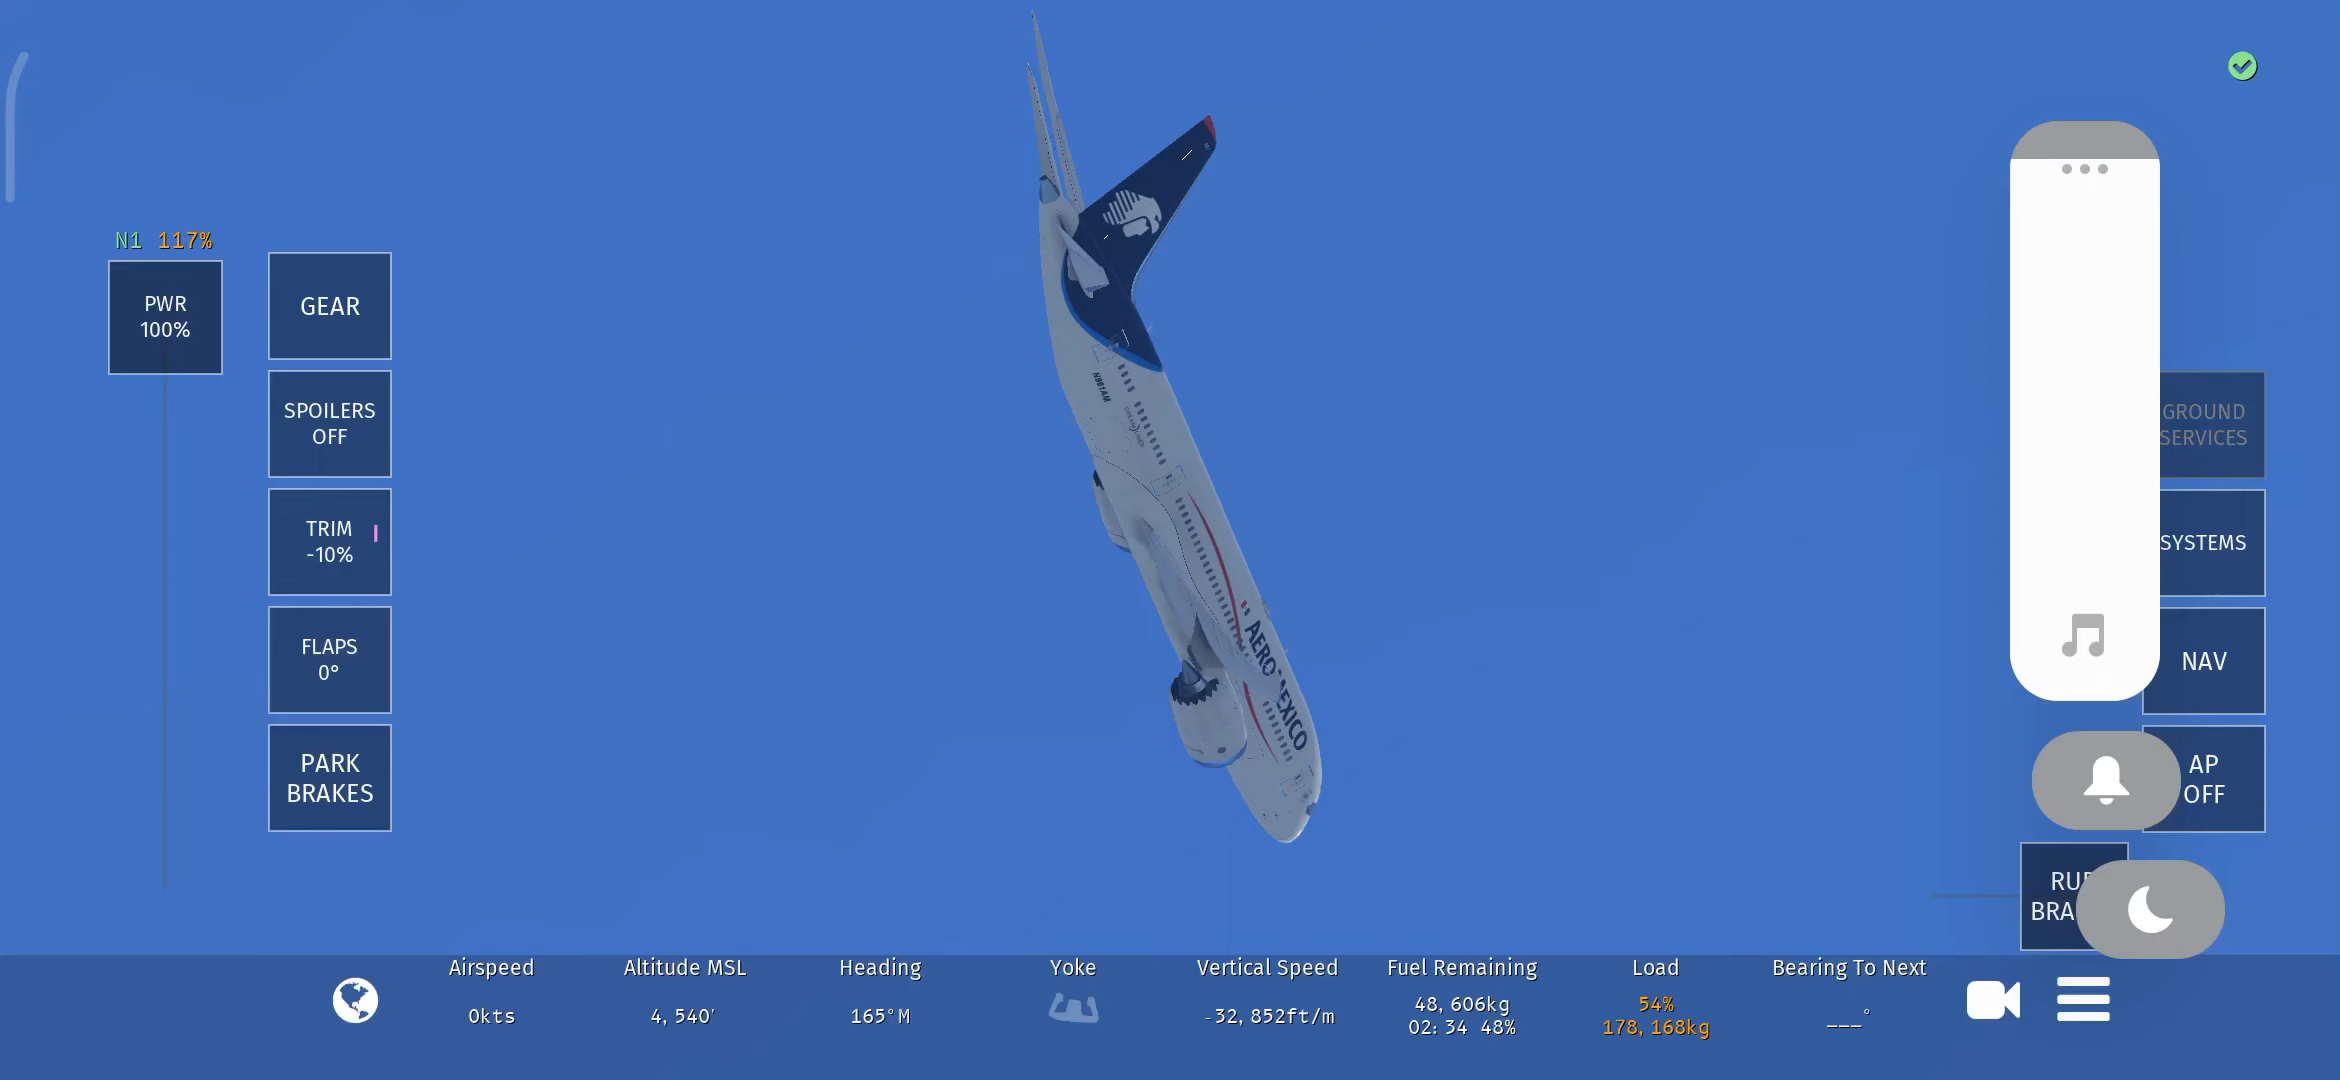 N1 117%
PWR
100%
GEAR
SPOILERS
OFF
TRIM
-10%
FLAPS
0°
PARK
BRAKES
N961AM
AEROMEXICO
GROUND
SERVICES
SYSTEMS
NAV
AP
OFF
Airspeed
0kts
Altitude MSL
4,540'
Heading
165°M
Yoke
Vertical Speed
-32,852ft/m
Fuel Remaining
48,606kg
02:34 48%
Load
54%
178,168kg
Bearing To Next
___°